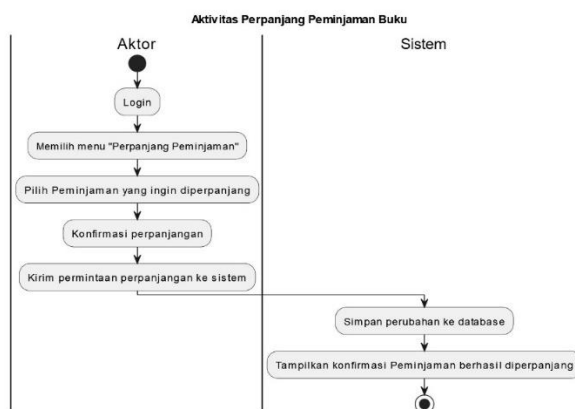 Aktivitas Perpanjang Peminjaman Buku
Aktor
Sistem
Login
Memilih menu "Perpanjang Peminjaman"
Pilih Peminjaman yang ingin diperpanjang
Konfirmasi perpanjangan
Kirim permintaan perpanjangan ke sistem
Simpan perubahan ke database
Tampilkan konfirmasi Peminjaman berhasil diperpanjang